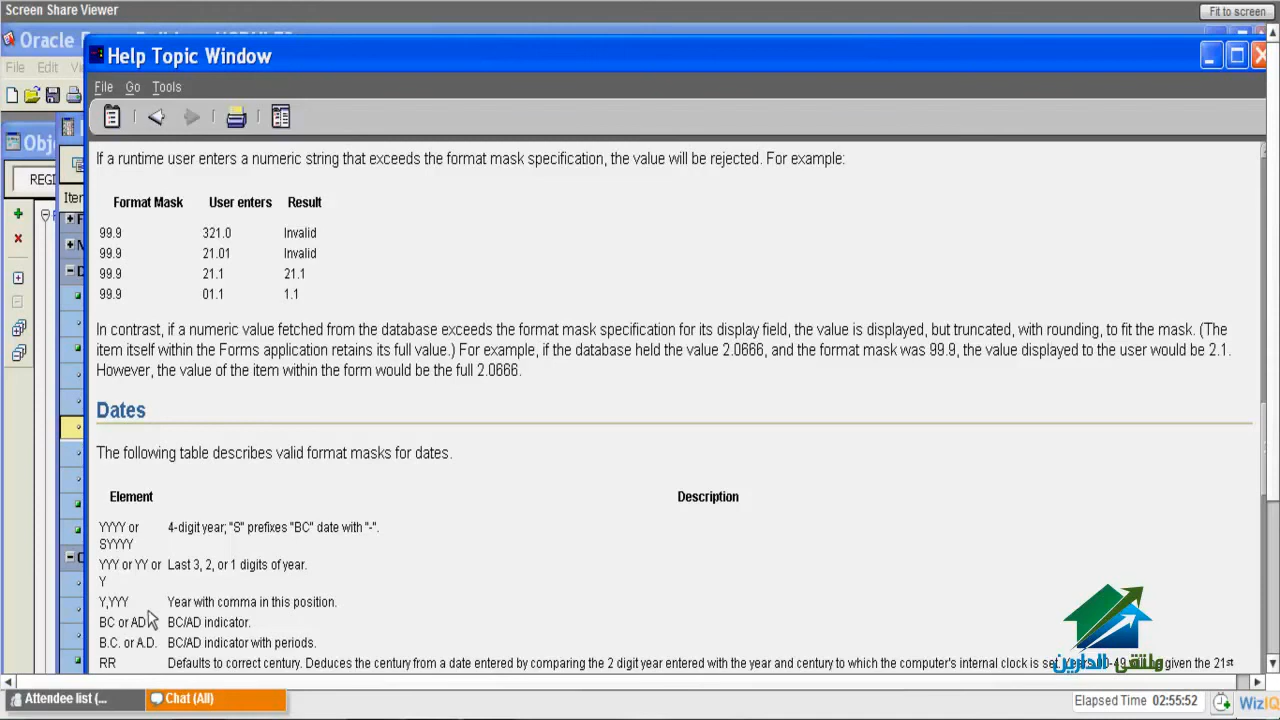 Screen Share Viewer
Fit to screen
Oracle
Help Topic Window
File Edit
File Go Tools
Obje
REGI
Iten
If a runtime user enters a numeric string that exceeds the format mask specification, the value will be rejected. For example:
Format Mask User enters Result
99.9 321.0 Invalid
99.9 21.01 Invalid
99.9 21.1 21.1
99.9 01.1 1.1
In contrast, if a numeric value fetched from the database exceeds the format mask specification for its display field, the value is displayed, but truncated, with rounding, to fit the mask. (The
item itself within the Forms application retains its full value.) For example, if the database held the value 2.0666, and the format mask was 99.9, the value displayed to the user would be 2.1.
However, the value of the item within the form would be the full 2.0666.
Dates
The following table describes valid format masks for dates.
Element Description
YYYY or 4-digit year; "S" prefixes "BC" date with "-".
SYYYY
YYY or YY or Last 3, 2, or 1 digits of year.
Y
Y,YYY Year with comma in this position.
BC or AD BC/AD indicator.
B.C. or A.D. BC/AD indicator with periods.
RR Defaults to correct century. Deduces the century from a date entered by comparing the 2 digit year entered with the year and century to which the computer's internal clock is set. given the 21st
ملتقى الدارين
Attendee list (... Chat (All)
Elapsed Time 02:55:52
WizIQ